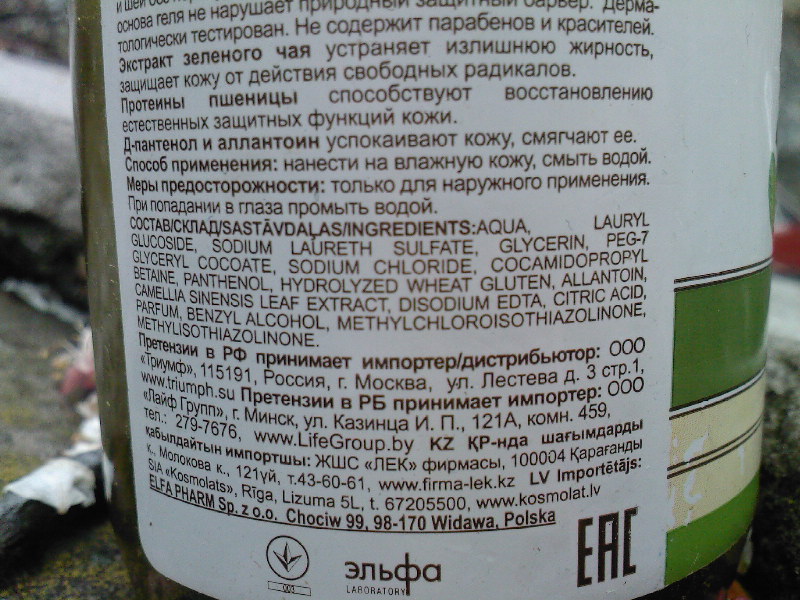 и шеи без
основа геля не нарушает природный защитный барьер. Дерма-
тологически тестирован. Не содержит парабенов и красителей.
Экстракт зеленого чая устраняет излишнюю жирность,
защищает кожу от действия свободных радикалов.
Протеины пшеницы способствуют восстановлению
естественных защитных функций кожи.
Д-пантенол и аллантоин успокаивают кожу, смягчают ее.
Способ применения: нанести на влажную кожу, смыть водой.
Меры предосторожности: только для наружного применения.
При попадании в глаза промыть водой.
СОСТАВ/СКЛАД/SASTĀVDAĻAS/INGREDIENTS:AQUA, LAURYL
GLUCOSIDE, SODIUM LAURETH SULFATE, GLYCERIN, PEG-7
GLYCERYL COCOATE, SODIUM CHLORIDE, COCAMIDOPROPYL
BETAINE, PANTHENOL, HYDROLYZED WHEAT GLUTEN, ALLANTOIN,
CAMELLIA SINENSIS LEAF EXTRACT, DISODIUM EDTA, CITRIC ACID,
PARFUM, BENZYL ALCOHOL, METHYLCHLOROISOTHIAZOLINONE,
METHYLISOTHIAZOLINONE.
Претензии в РФ принимает импортер/дистрибьютор: ООО
«Триумф», 115191, Россия, г. Москва, ул. Лестева д. 3 стр.1,
www.triumph.su Претензии в РБ принимает импортер: ООО
«Лайф Групп», г. Минск, ул. Казинца И. П., 121А, комн. 459,
тел.: 279-7676, www.LifeGroup.by KZ ҚР-нда шағымдарды
қабылдайтын импортшы: ЖШС «ЛЕК» фирмасы, 100004 Қарағанды
к., Молокова к., 121үй, т.43-60-61, www.firma-lek.kz LV Importētājs:
SIA «Kosmolats», Rīga, Lizuma 5L, t. 67205500, www.kosmolat.lv
ELFA PHARM Sp. z o.o. Chociw 99, 98-170 Widawa, Polska
003
эльфа
LABORATORY
EAC